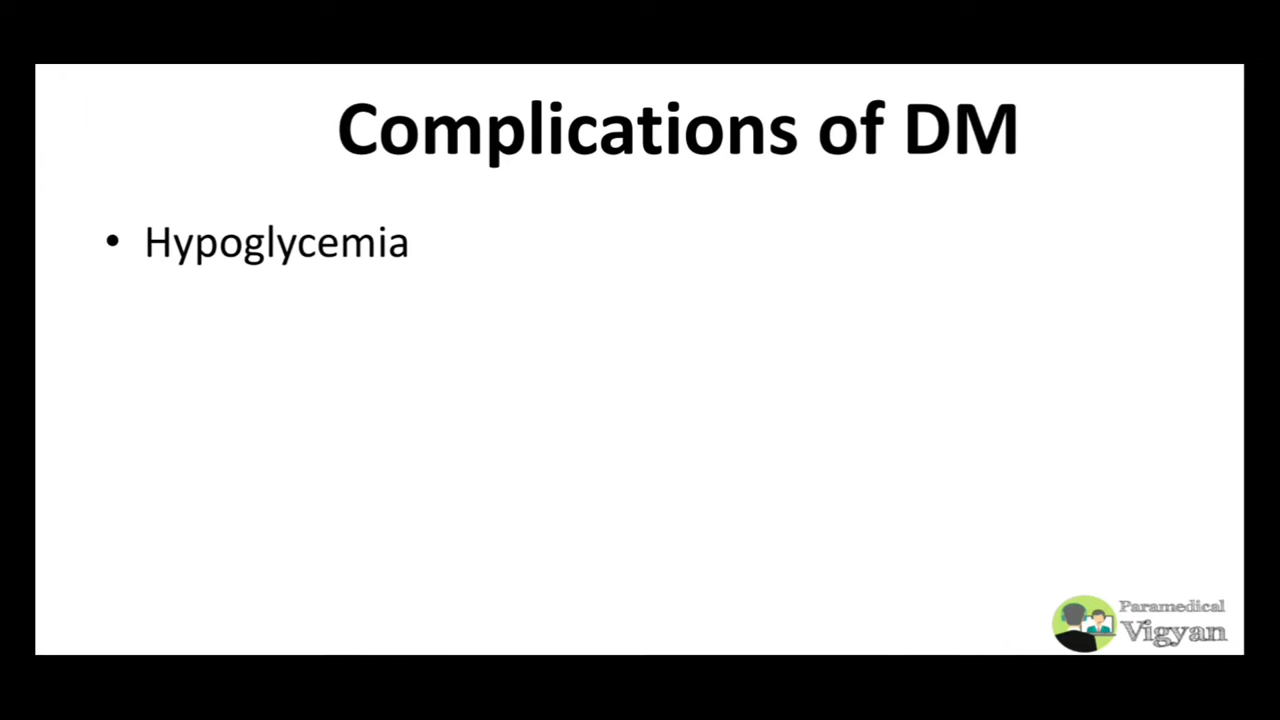 Complications of DM
• Hypoglycemia
Paramedical
Vigyan